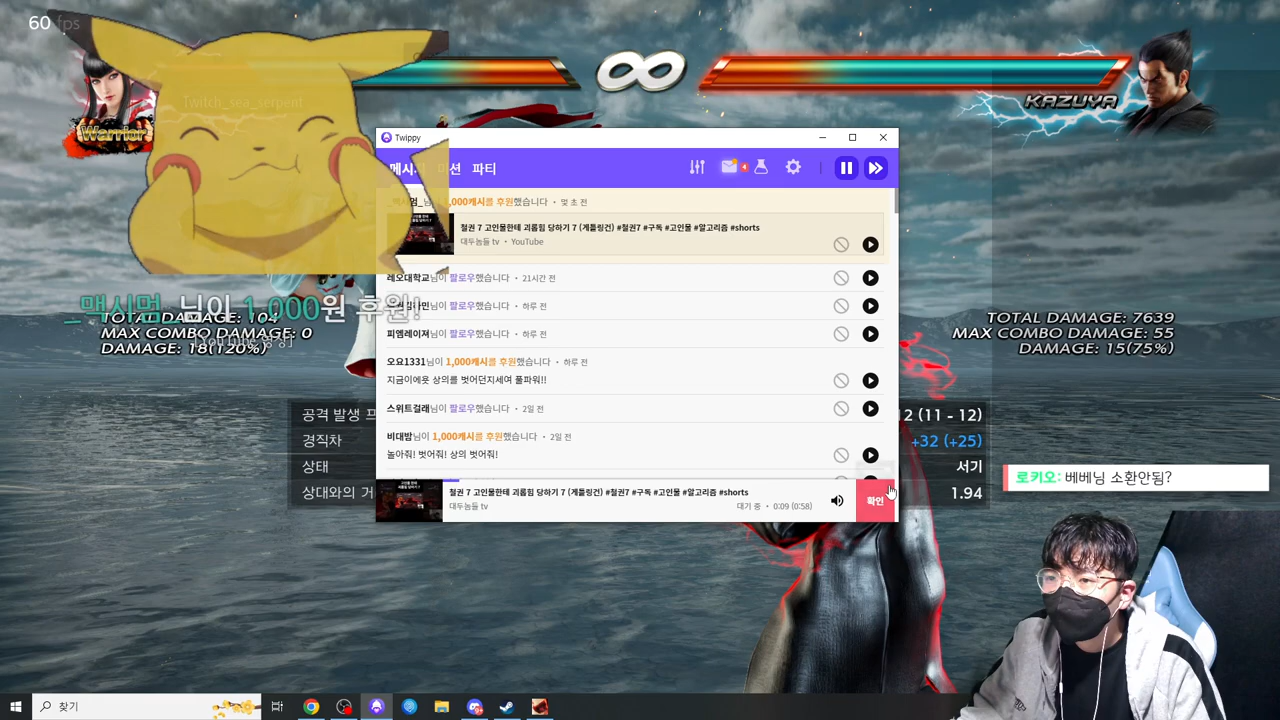 60 fps
Twitch_sea_serpent
Warrior
KAZUYA
Twippy
파티
1,000캐시를 후원했습니다 • 몇 초 전
철권 7 고인물한테 괴롭힘 당하기 7 (게틀링건) #철권7 #구독 #고인물 #알고리즘 #shorts
대두놈들 tv • YouTube
레오대학교님이 팔로우했습니다 • 21시간 전
팔로우했습니다 • 하루 전
피엠레이져님이 팔로우했습니다 • 하루 전
오요1331님이 1,000캐시를 후원했습니다 • 하루 전
지금이에욧 상의를 벗어던지세여 풀파워!!
스위트걸래님이 팔로우했습니다 • 2일 전
비대밤님이 1,000캐시를 후원했습니다 • 2일 전
놀아줘! 벗어줘! 상의 벗어줘!
철권 7 고인물한테 괴롭힘 당하기 7 (게틀링건) #철권7 #구독 #고인물 #알고리즘 #shorts
대두놈들 tv
대기 중 • 0:09 (0:58)
확인
_맥시멈_님이 1,000원 후원!
TOTAL DAMAGE: 104
MAX COMBO DAMAGE: 0
DAMAGE: 18(120%)
TOTAL DAMAGE: 7639
MAX COMBO DAMAGE: 55
DAMAGE: 15(75%)
공격 발생
12 (11 - 12)
경직차
+32 (+25)
상태
서기
상대와의 거
1.94
로키오: 베베님 소환안됨?
찾기